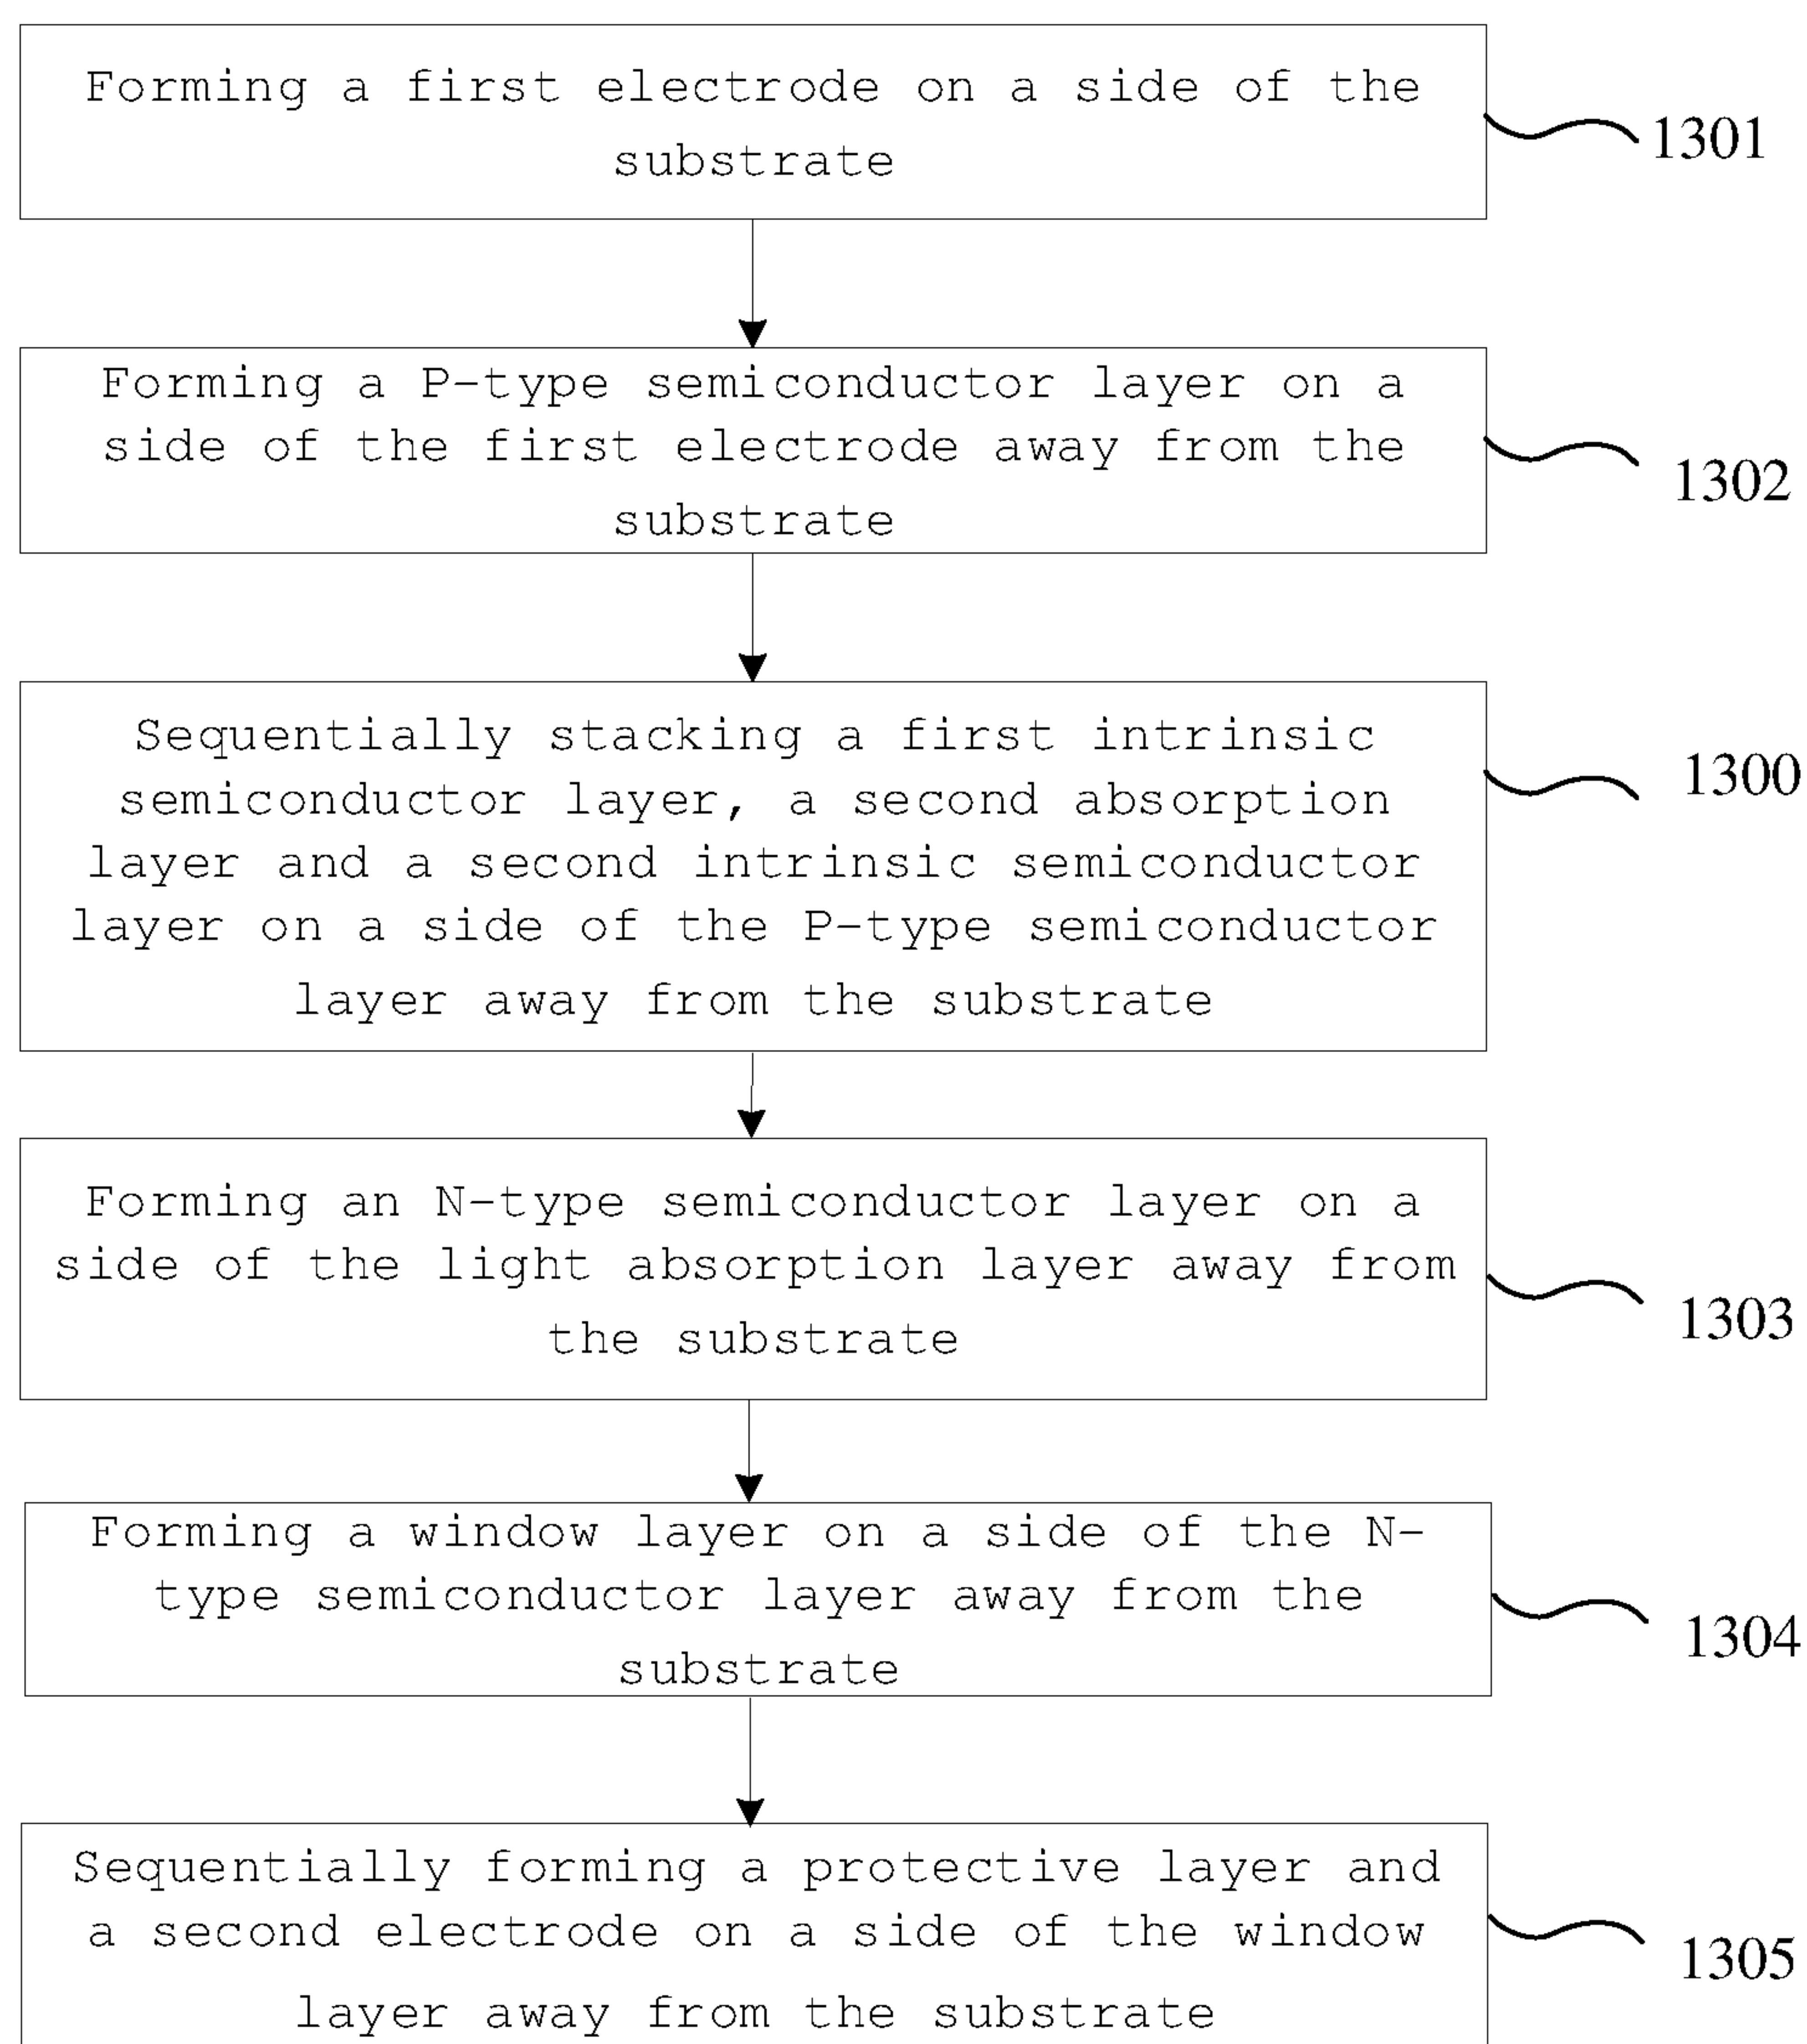 Forming a first electrode on a side of the
substrate
1301
Forming a P-type semiconductor layer on a
side of the first electrode away from the
substrate
1302
Sequentially stacking a first intrinsic
semiconductor layer, a second absorption
layer and a second intrinsic semiconductor
layer on a side of the P-type semiconductor
layer away from the substrate
1300
Forming an N-type semiconductor layer on a
side of the light absorption layer away from
the substrate
1303
Forming a window layer on a side of the N-
type semiconductor layer away from the
substrate
1304
Sequentially forming a protective layer and
a second electrode on a side of the window
layer away from the substrate
1305